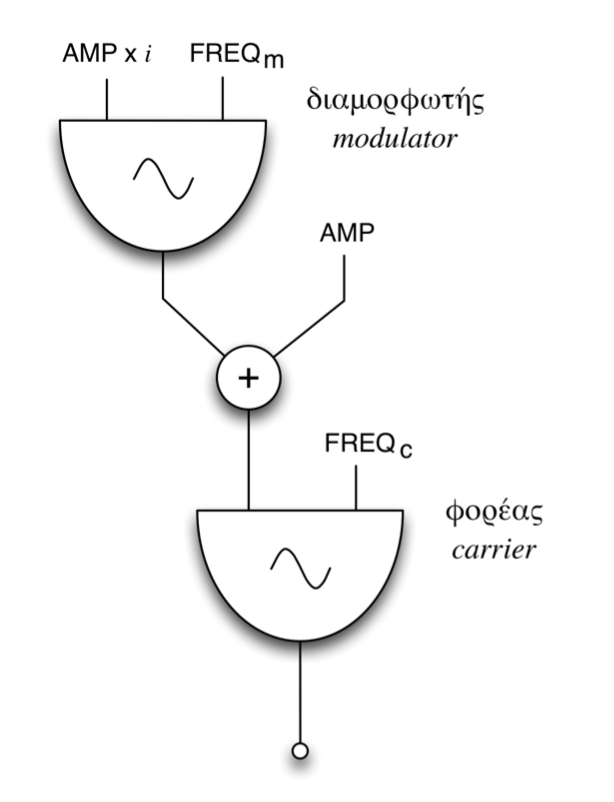 AMP x i FREQm
διαμορφωτής
modulator
AMP
+
FREQc
φορέας
carrier